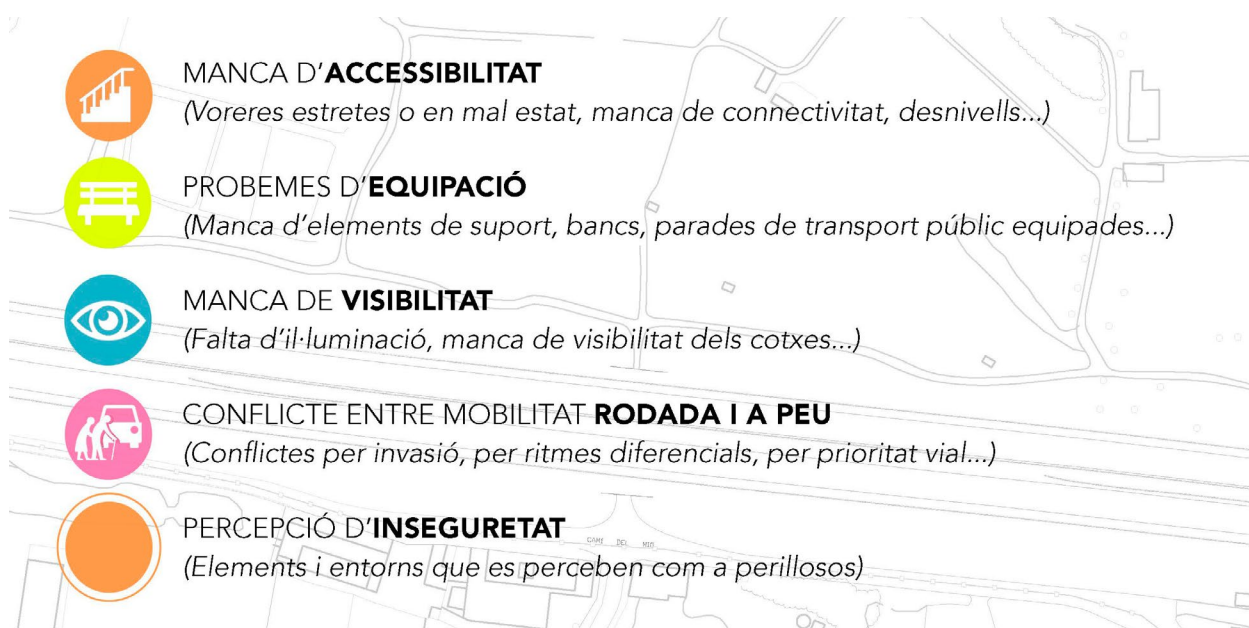 MANCA D'ACCESSIBILITAT
(Voreres estretes o en mal estat, manca de connectivitat, desnivells...)
PROBEMES D'EQUIPACIÓ
(Manca d'elements de suport, bancs, parades de transport públic equipades...)
MANCA DE VISIBILITAT
(Falta d'il·luminació, manca de visibilitat dels cotxes...)
CONFLICTE ENTRE MOBILITAT RODADA I A PEU
(Conflictes per invasió, per ritmes diferencials, per prioritat vial...)
PERCEPCIÓ D'INSEGURETAT
CAMI DEL MIG
(Elements i entorns que es perceben com a perillosos)